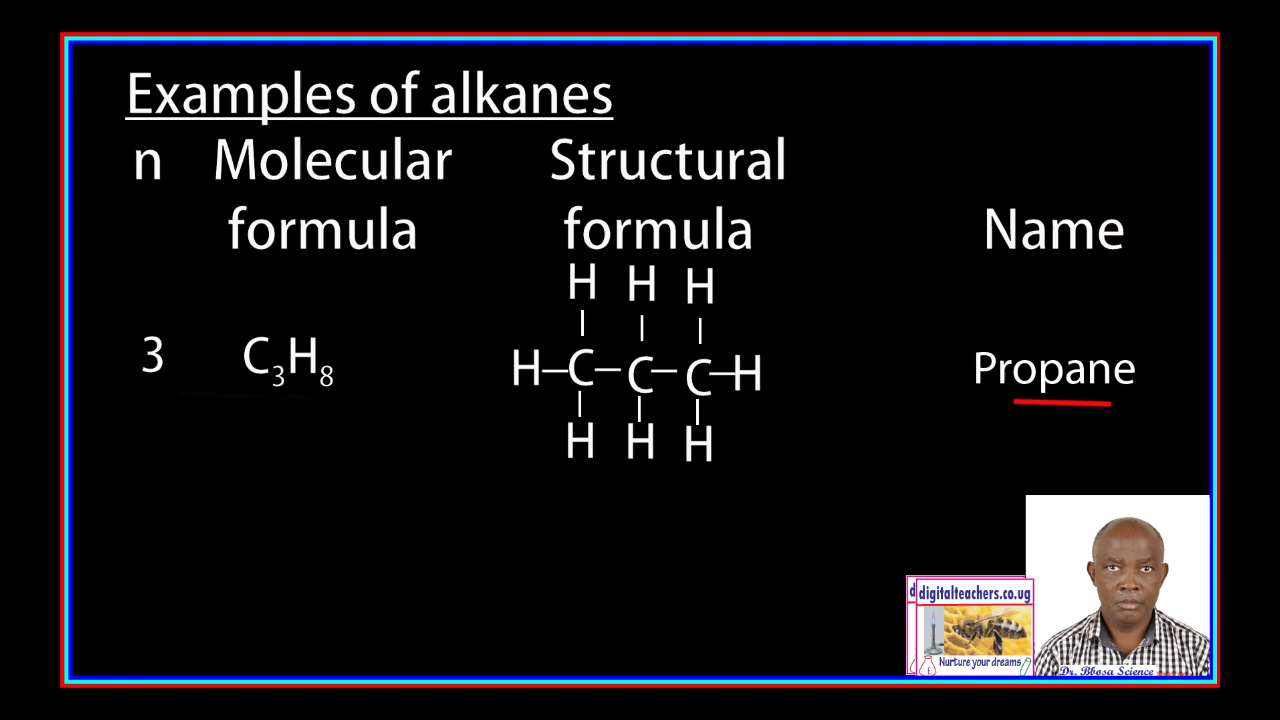 Examples of alkanes
n Molecular Structural
formula formula Name
H H H
3 C3H8 H–C–C–C–H Propane
H H H
digitalteachers.co.ug
Nurture your dreams
Dr. Bbosa Science